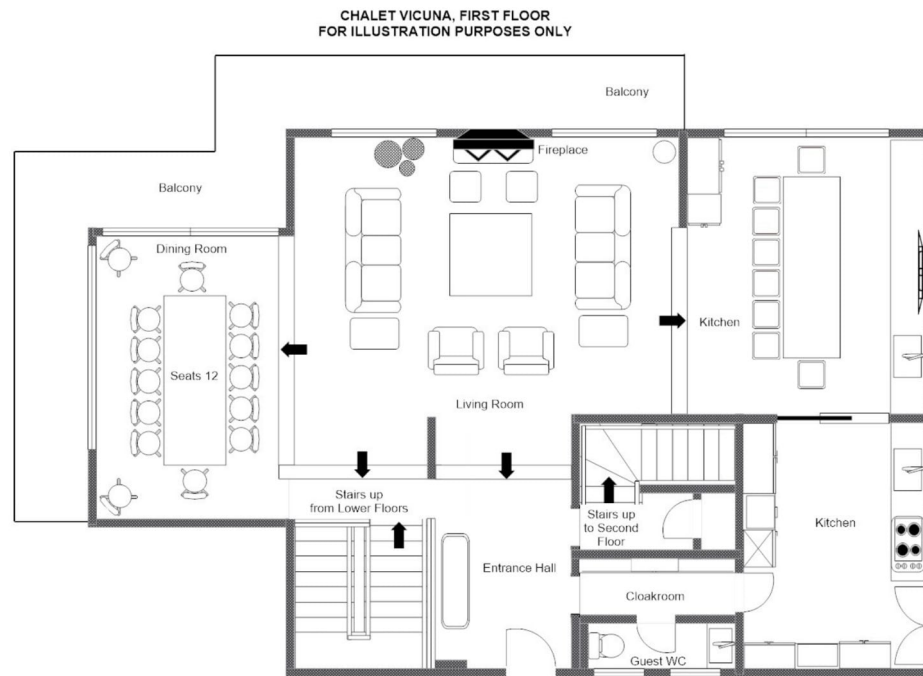 CHALET VICUNA, FIRST FLOOR
FOR ILLUSTRATION PURPOSES ONLY
Balcony
Fireplace
Balcony
Dining Room
Kitchen
Seats 12
Living Room
Stairs up
from Lower Floors
Stairs up
to Second
Floor
Kitchen
Entrance Hall
Cloakroom
Guest WC